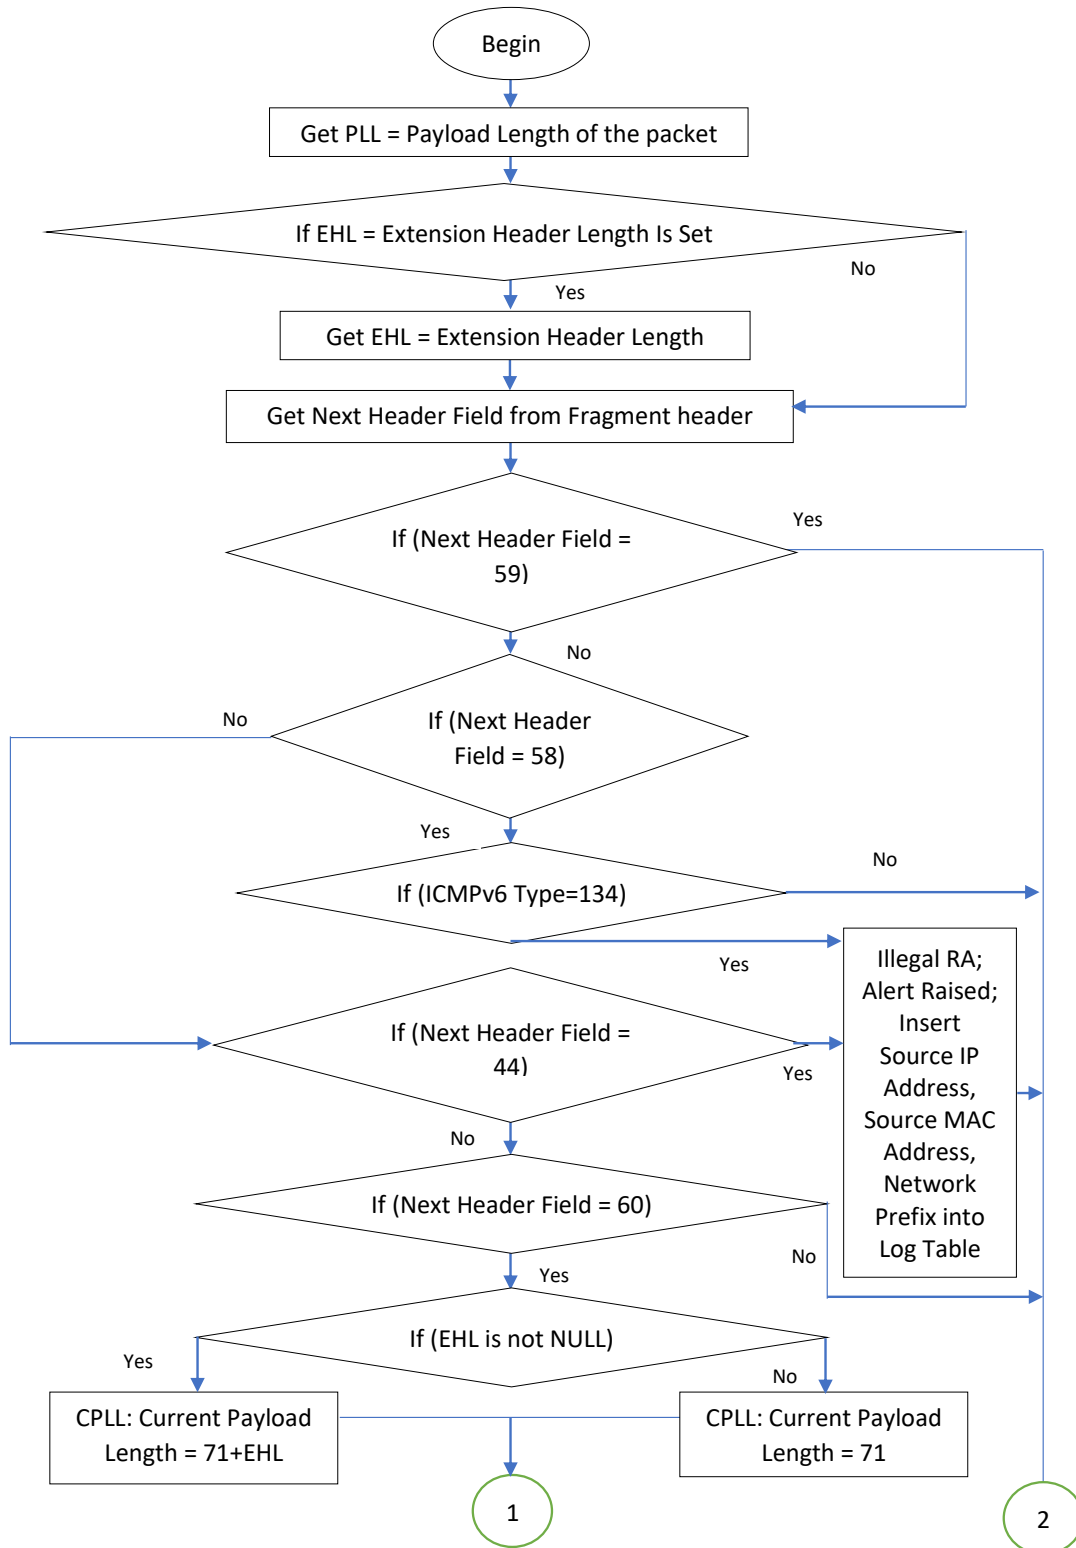 Begin
Get PLL = Payload Length of the packet
If EHL = Extension Header Length Is Set
No
Yes
Get EHL = Extension Header Length
Get Next Header Field from Fragment header
Yes
If (Next Header Field =
59)
No
No
If (Next Header
Field = 58)
Yes
No
If (ICMPv6 Type=134)
Yes
Illegal RA;
Alert Raised;
Insert
Source IP
Address,
Source MAC
Address,
Network
Prefix into
Log Table
If (Next Header Field =
44)
Yes
No
If (Next Header Field = 60)
No
Yes
If (EHL is not NULL)
Yes
No
CPLL: Current Payload
Length = 71+EHL
CPLL: Current Payload
Length = 71
1
2